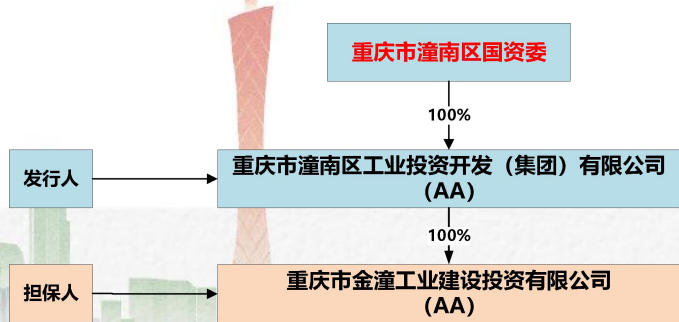 重庆市潼南区国资委
100%
发行人
重庆市潼南区工业投资开发（集团）有限公司
（AA）
100%
担保人
重庆市金潼工业建设投资有限公司
（AA）